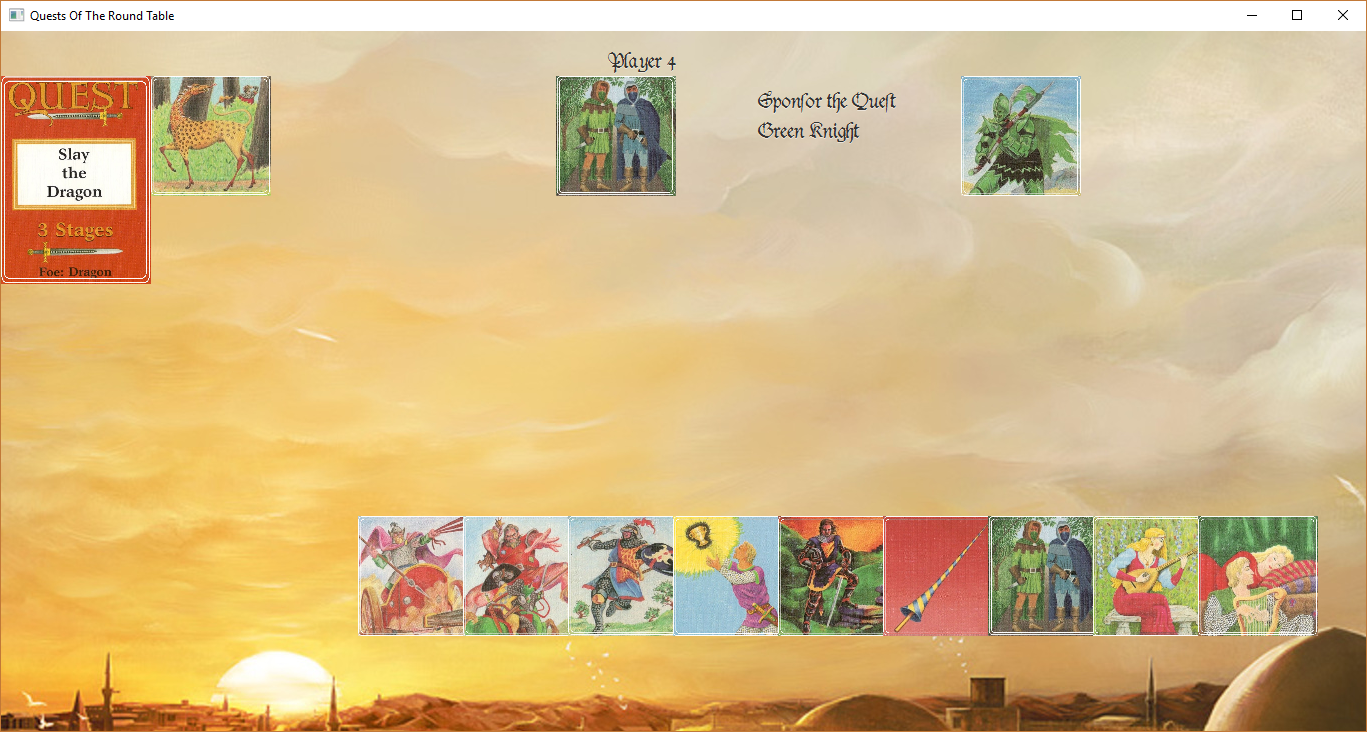 Quests Of The Round Table
Player 4
QUEST
Slay
the
Dragon
3 Stages
Foe: Dragon
Sponsor the Quest
Green Knight